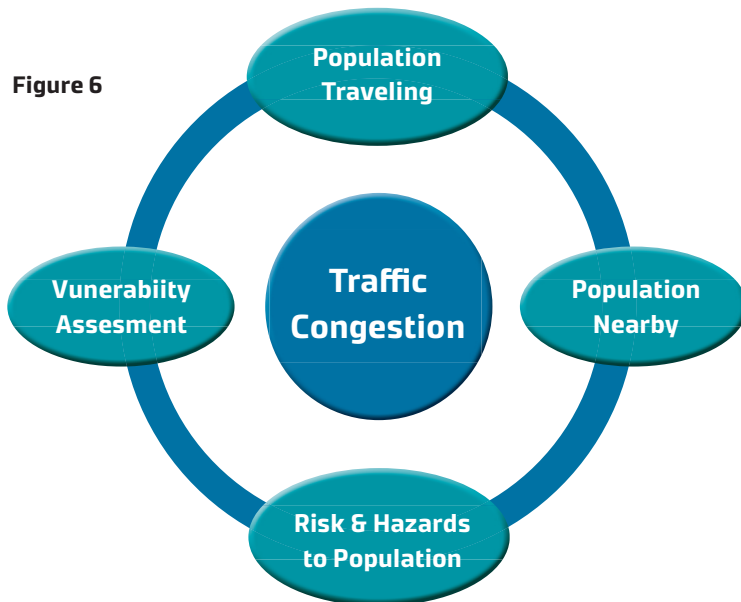 Figure 6
Population
Traveling
Vunerabiity
Assesment
Traffic
Congestion
Population
Nearby
Risk & Hazards
to Population